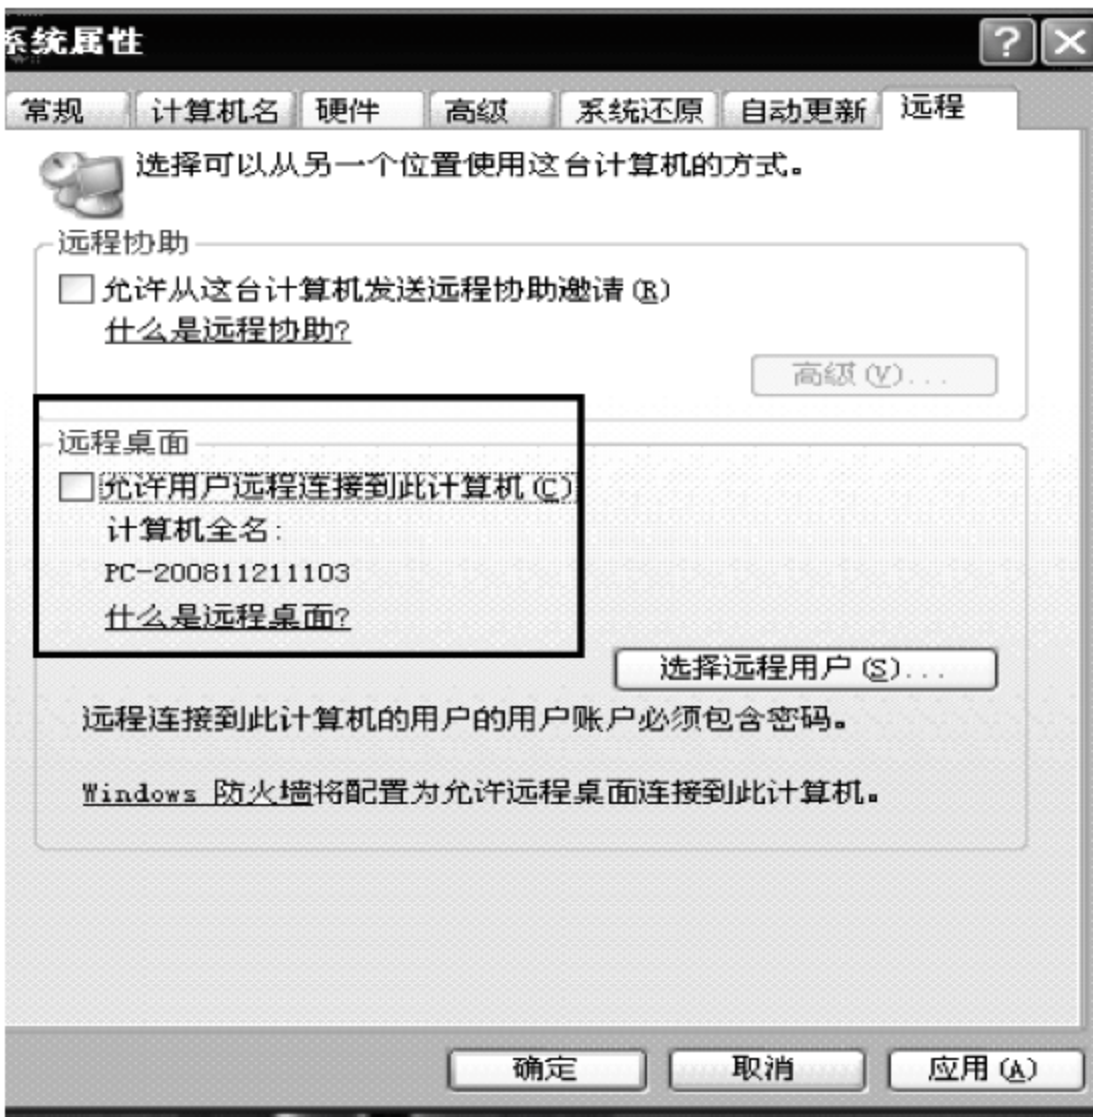 系统属性
常规 计算机名 硬件 高级 系统还原 自动更新 远程
选择可以从另一个位置使用这台计算机的方式。
远程协助
允许从这台计算机发送远程协助邀请(R)
什么是远程协助?
高级(V)...
远程桌面
允许用户远程连接到此计算机(C)
计算机全名:
PC-200811211103
什么是远程桌面?
选择远程用户(S)...
远程连接到此计算机的用户的用户账户必须包含密码。
Windows 防火墙将配置为允许远程桌面连接到此计算机。
确定 取消 应用(A)